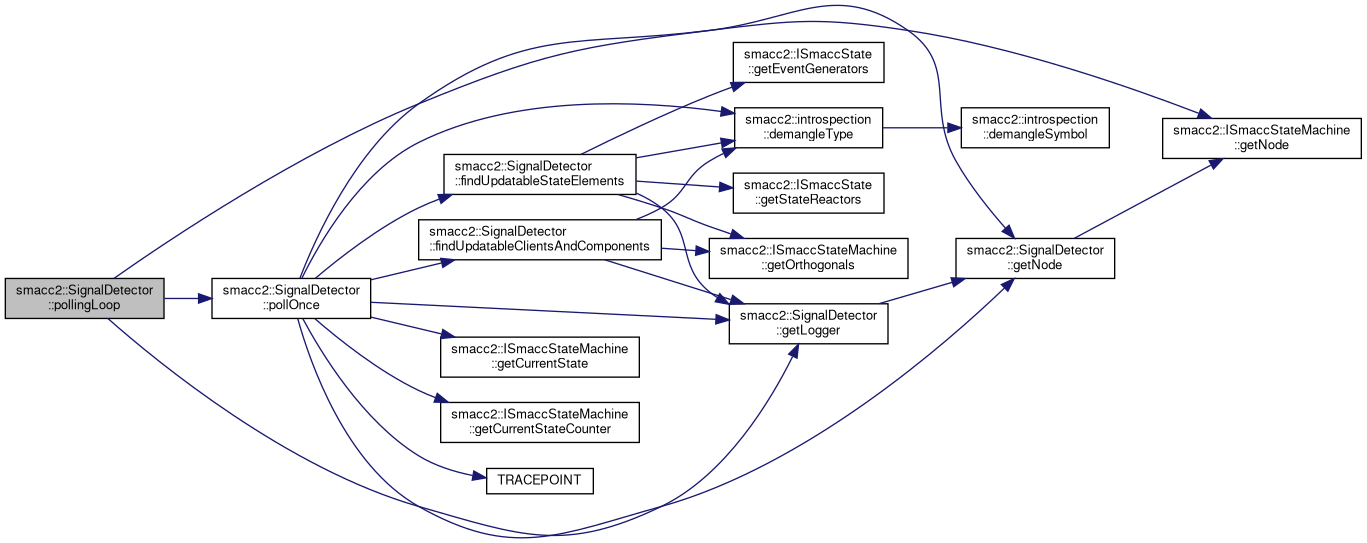 smacc2::SignalDetector
::pollingLoop
smacc2::SignalDetector
::pollOnce
smacc2::SignalDetector
::findUpdatableStateElements
smacc2::SignalDetector
::findUpdatableClientsAndComponents
smacc2::ISmaccStateMachine
::getCurrentState
smacc2::ISmaccStateMachine
::getCurrentStateCounter
TRACEPOINT
smacc2::ISmaccState
::getEventGenerators
smacc2::introspection
::demangleType
smacc2::ISmaccState
::getStateReactors
smacc2::ISmaccStateMachine
::getOrthogonals
smacc2::SignalDetector
::getLogger
smacc2::introspection
::demangleSymbol
smacc2::SignalDetector
::getNode
smacc2::ISmaccStateMachine
::getNode